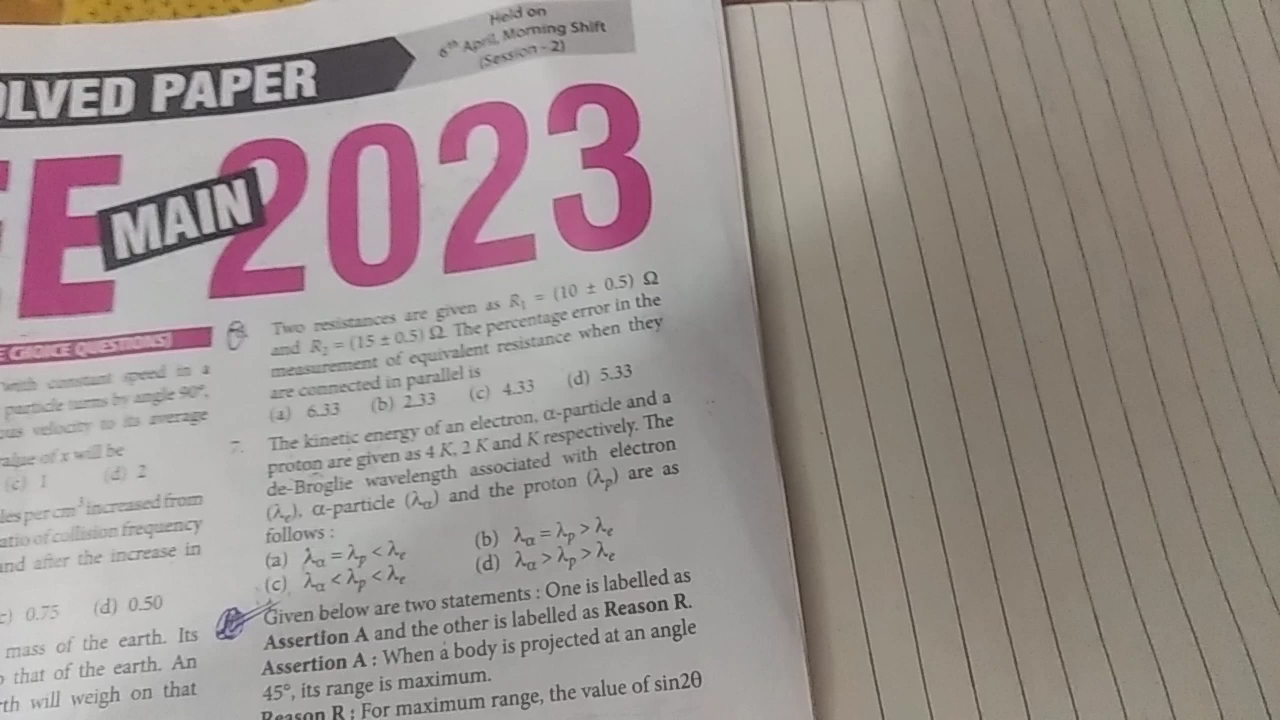 Held on
6th April, Morning Shift
(Session - 2)
OLVED PAPER
E MAIN 2023
E CHOICE QUESTIONS)
with constant speed in a
particle turns by angle 90°,
ous velocity to its average
value of x will be
(c) 1 (d) 2
les per cm³ increased from
atio of collision frequency
and after the increase in
c) 0.75 (d) 0.50
mass of the earth. Its
that of the earth. An
rth will weigh on that
Two resistances are given as R₁ = (10 ± 0.5) Ω
and R₂ = (15 ± 0.5) Ω. The percentage error in the
measurement of equivalent resistance when they
are connected in parallel is
(a) 6.33 (b) 2.33 (c) 4.33 (d) 5.33
7. The kinetic energy of an electron, α-particle and a
proton are given as 4 K, 2 K and K respectively. The
de-Broglie wavelength associated with electron
(λₑ), α-particle (λα) and the proton (λₚ) are as
follows :
(a) λα = λₚ < λₑ (b) λα = λₚ > λₑ
(c) λα < λₚ < λₑ (d) λα > λₚ > λₑ
Given below are two statements : One is labelled as
Assertion A and the other is labelled as Reason R.
Assertion A : When a body is projected at an angle
45°, its range is maximum.
Reason R : For maximum range, the value of sin2θ